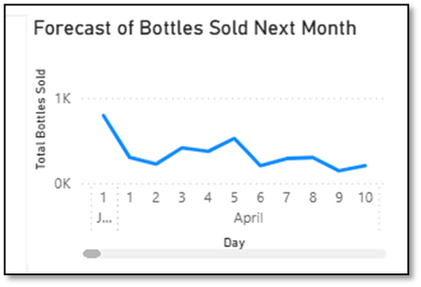 Forecast of Bottles Sold Next Month
Total Bottles Sold
1K
0K
1 1 2 3 4 5 6 7 8 9 10
J... April
Day